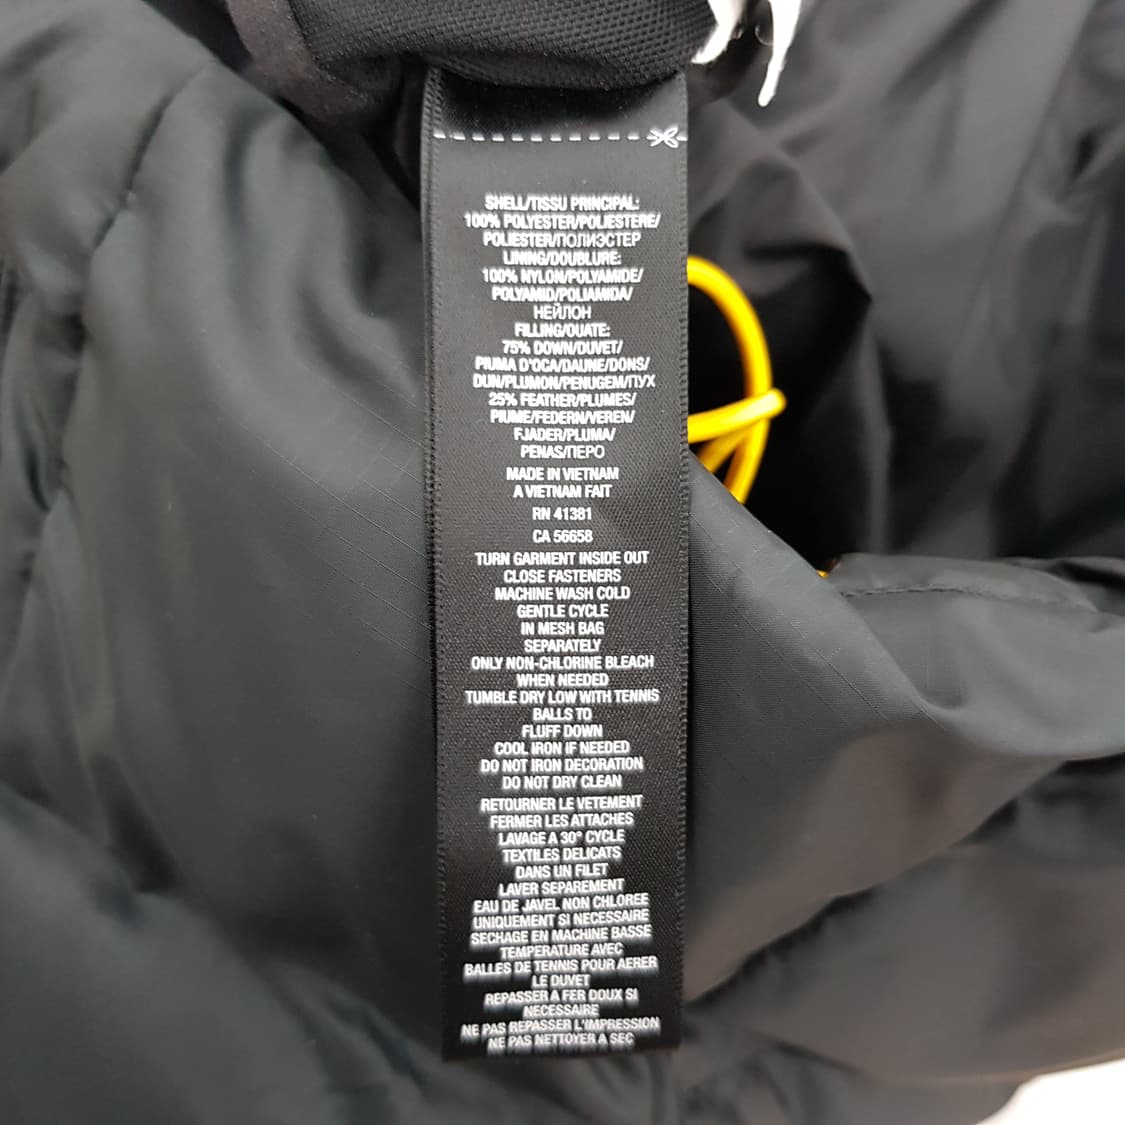 SHELL/TISSU PRINCIPAL:
100% POLYESTER/POLIESTERE/
POLIESTER/ПОЛИЭСТЕР
LINING/DOUBLURE:
100% NYLON/POLYAMIDE/
POLYAMID/POLIAMIDA/
НЕЙЛОН
FILLING/OUATE:
75% DOWN/DUVET/
PIUMA D'OCA/DAUNE/DONS/
DUN/PLUMON/PENUGEM/ПУХ
25% FEATHER/PLUMES/
PIUME/FEDERN/VEREN/
FJADER/PLUMA/
PENAS/ПЕРО
MADE IN VIETNAM
A VIETNAM FAIT
RN 41381
CA 56658
TURN GARMENT INSIDE OUT
CLOSE FASTENERS
MACHINE WASH COLD
GENTLE CYCLE
IN MESH BAG
SEPARATELY
ONLY NON-CHLORINE BLEACH
WHEN NEEDED
TUMBLE DRY LOW WITH TENNIS
BALLS TO
FLUFF DOWN
COOL IRON IF NEEDED
DO NOT IRON DECORATION
DO NOT DRY CLEAN
RETOURNER LE VETEMENT
FERMER LES ATTACHES
LAVAGE A 30° CYCLE
TEXTILES DELICATS
DANS UN FILET
LAVER SEPAREMENT
EAU DE JAVEL NON CHLOREE
UNIQUEMENT SI NECESSAIRE
SECHAGE EN MACHINE BASSE
TEMPERATURE AVEC
BALLES DE TENNIS POUR AERER
LE DUVET
REPASSER A FER DOUX SI
NECESSAIRE
NE PAS REPASSER L'IMPRESSION
NE PAS NETTOYER A SEC